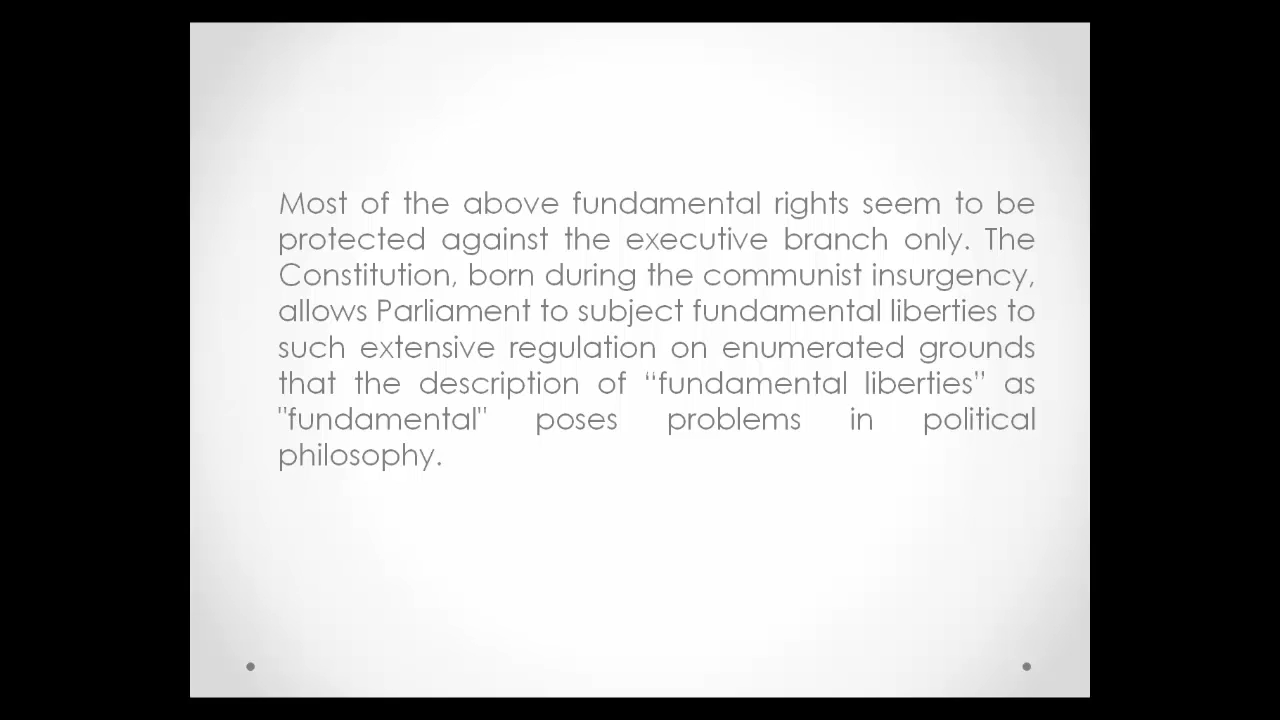 Most of the above fundamental rights seem to be
protected against the executive branch only. The
Constitution, born during the communist insurgency,
allows Parliament to subject fundamental liberties to
such extensive regulation on enumerated grounds
that the description of “fundamental liberties” as
"fundamental" poses problems in political
philosophy.